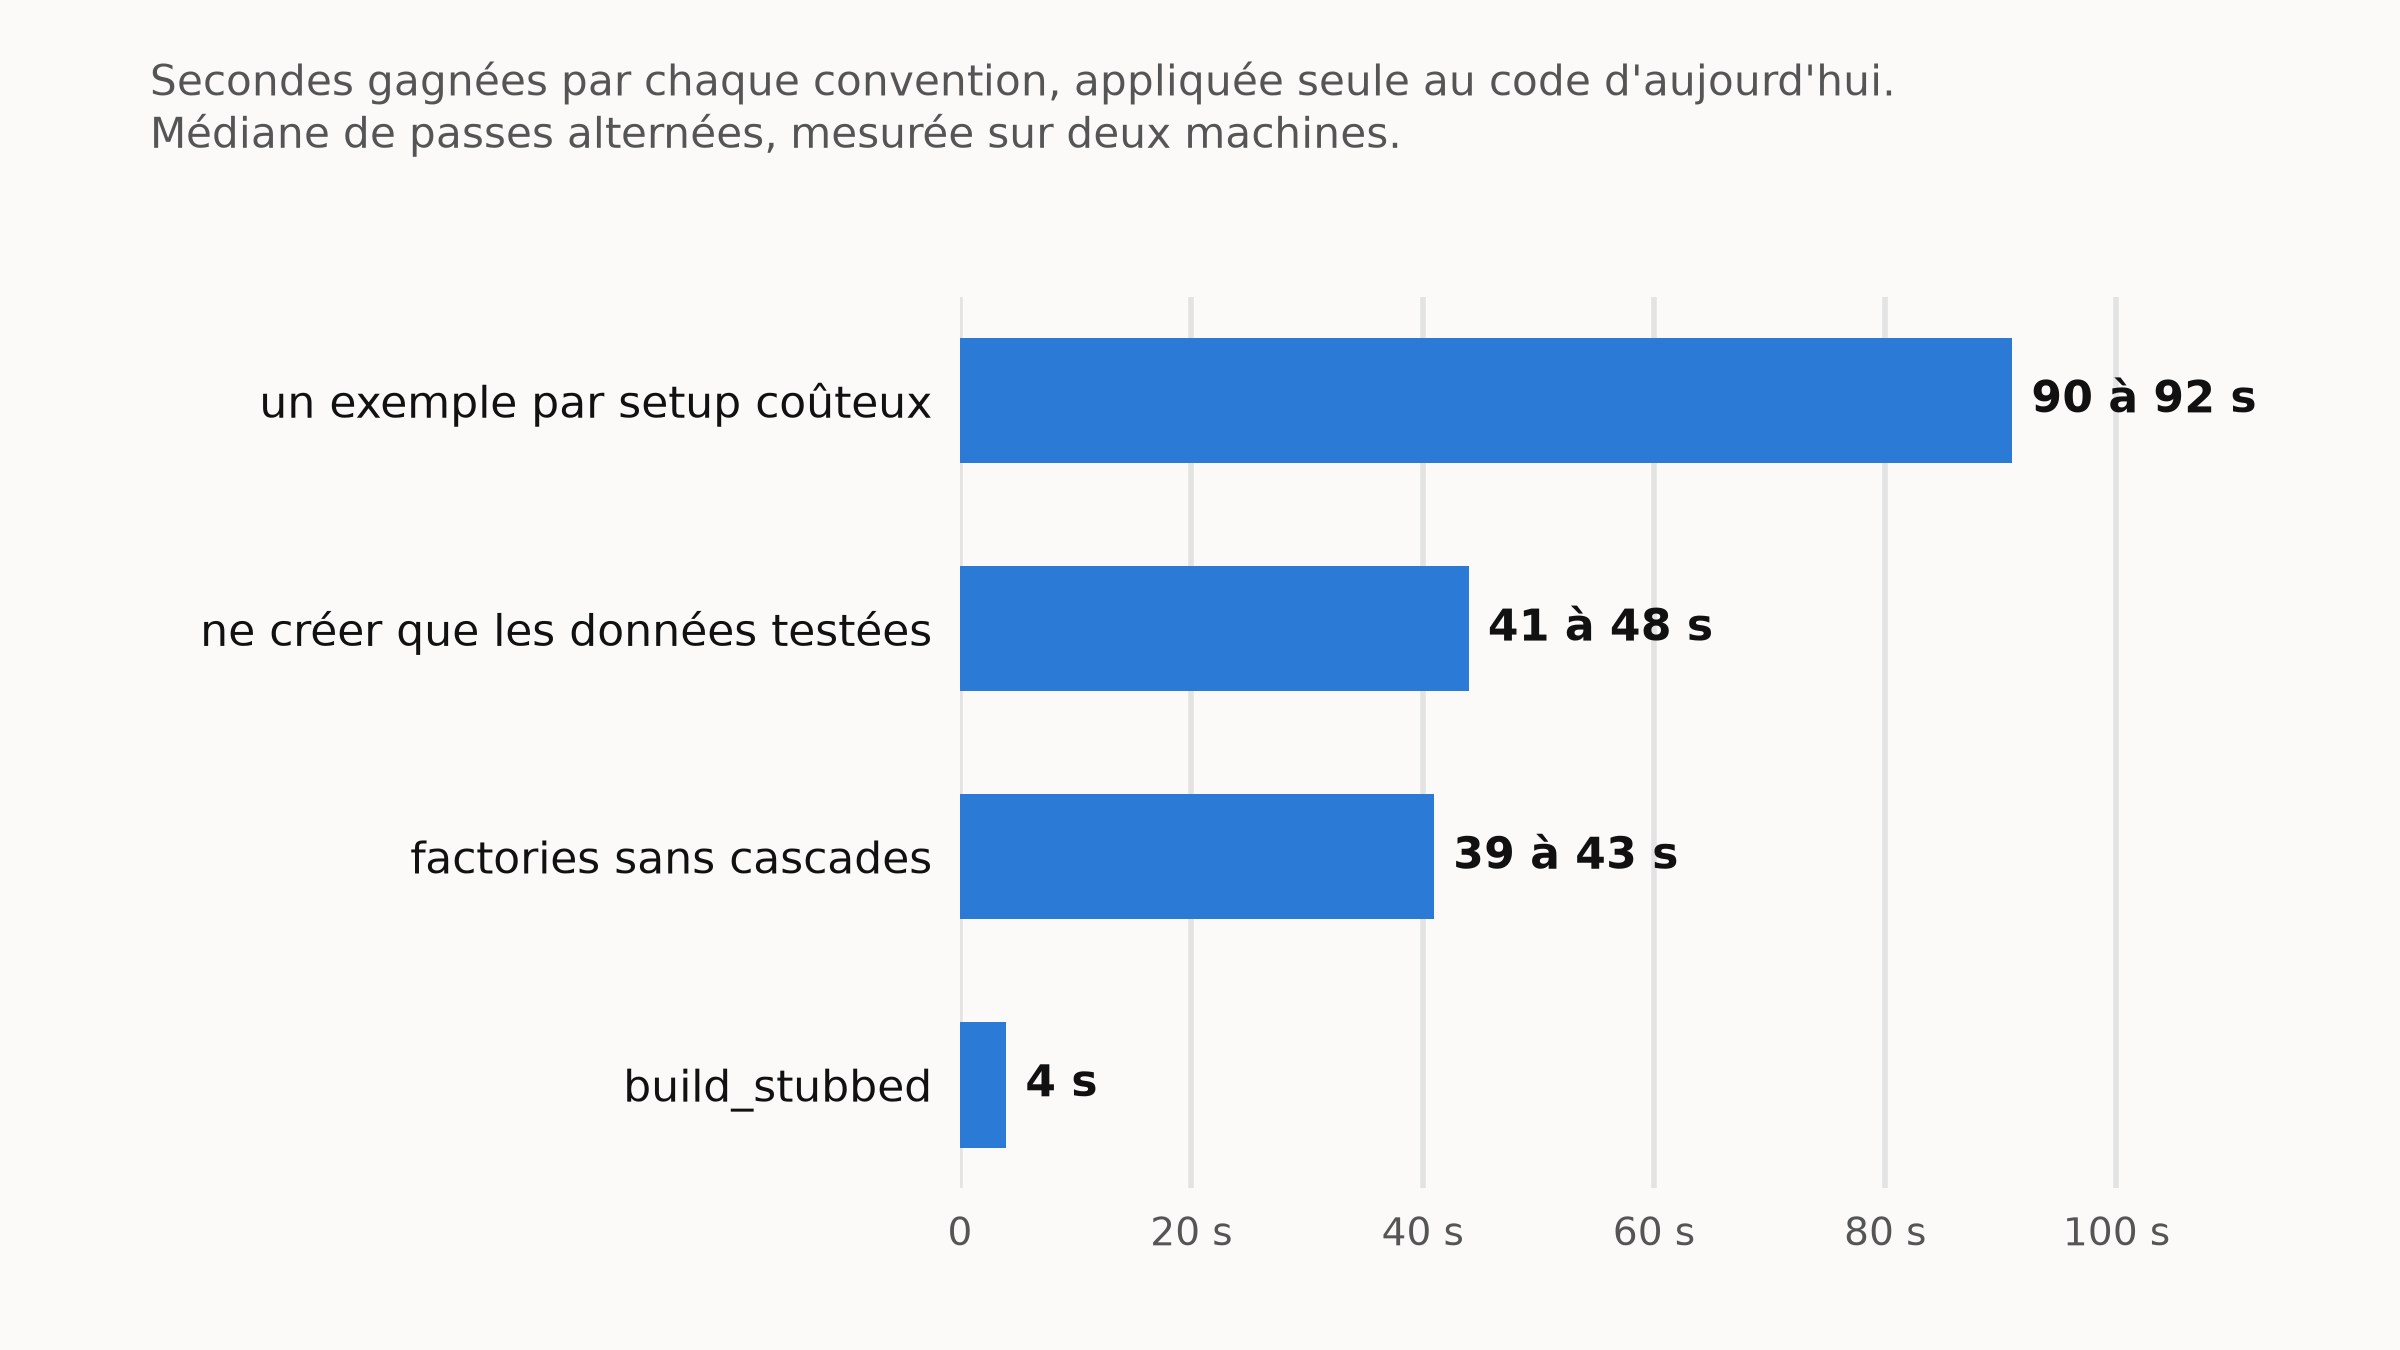 Secondes gagnées par chaque convention, appliquée seule au code d'aujourd'hui.
Médiane de passes alternées, mesurée sur deux machines.
un exemple par setup coûteux
90 à 92 s
ne créer que les données testées
41 à 48 s
factories sans cascades
39 à 43 s
build_stubbed
4 s
0
20 s
40 s
60 s
80 s
100 s